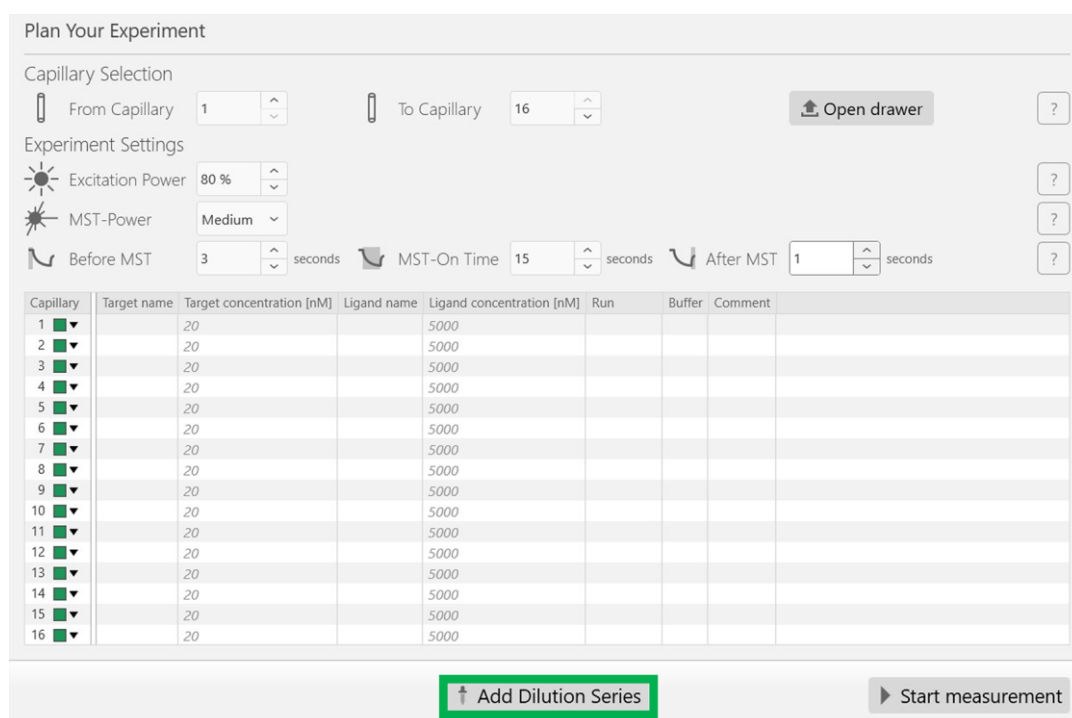 Plan Your Experiment
Capillary Selection
From Capillary 1 To Capillary 16 Open drawer ?
Experiment Settings
Excitation Power 80 % ?
MST-Power Medium ?
Before MST 3 seconds MST-On Time 15 seconds After MST 1 seconds ?
Capillary Target name Target concentration [nM] Ligand name Ligand concentration [nM] Run Buffer Comment
1 20 5000
2 20 5000
3 20 5000
4 20 5000
5 20 5000
6 20 5000
7 20 5000
8 20 5000
9 20 5000
10 20 5000
11 20 5000
12 20 5000
13 20 5000
14 20 5000
15 20 5000
16 20 5000
Add Dilution Series Start measurement